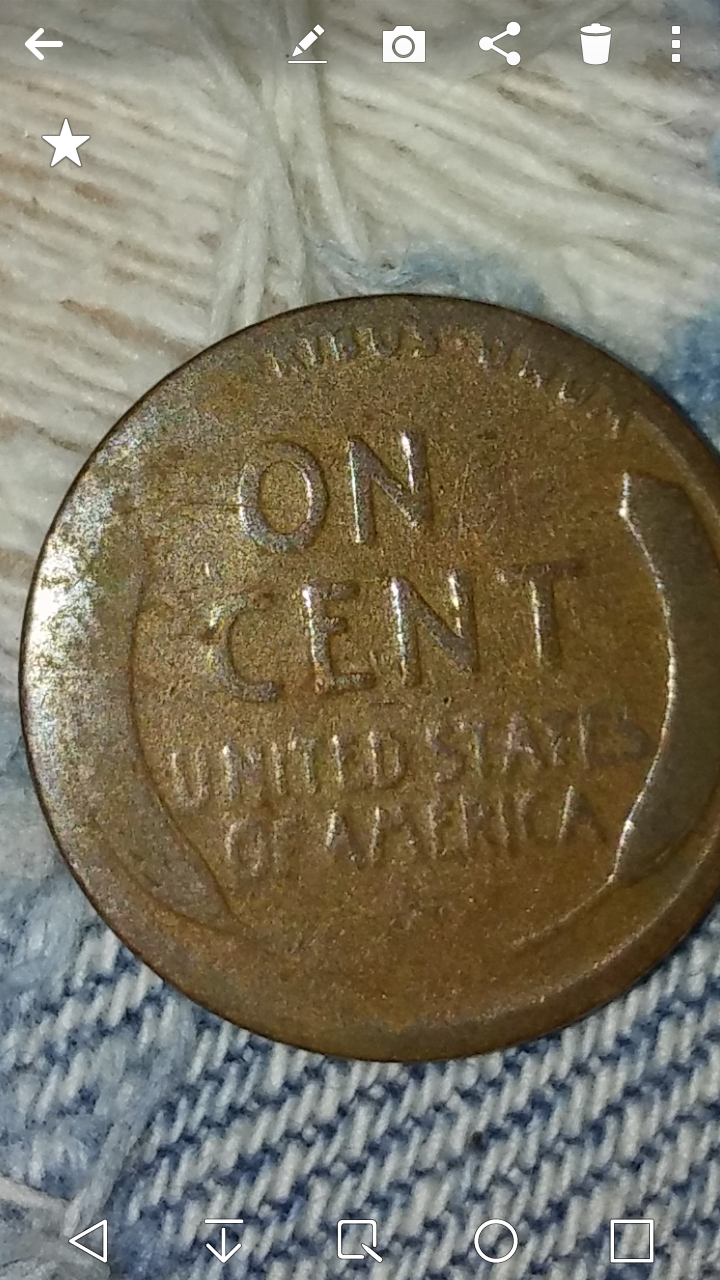 ON
CENT
UNITED STATES
OF AMERICA